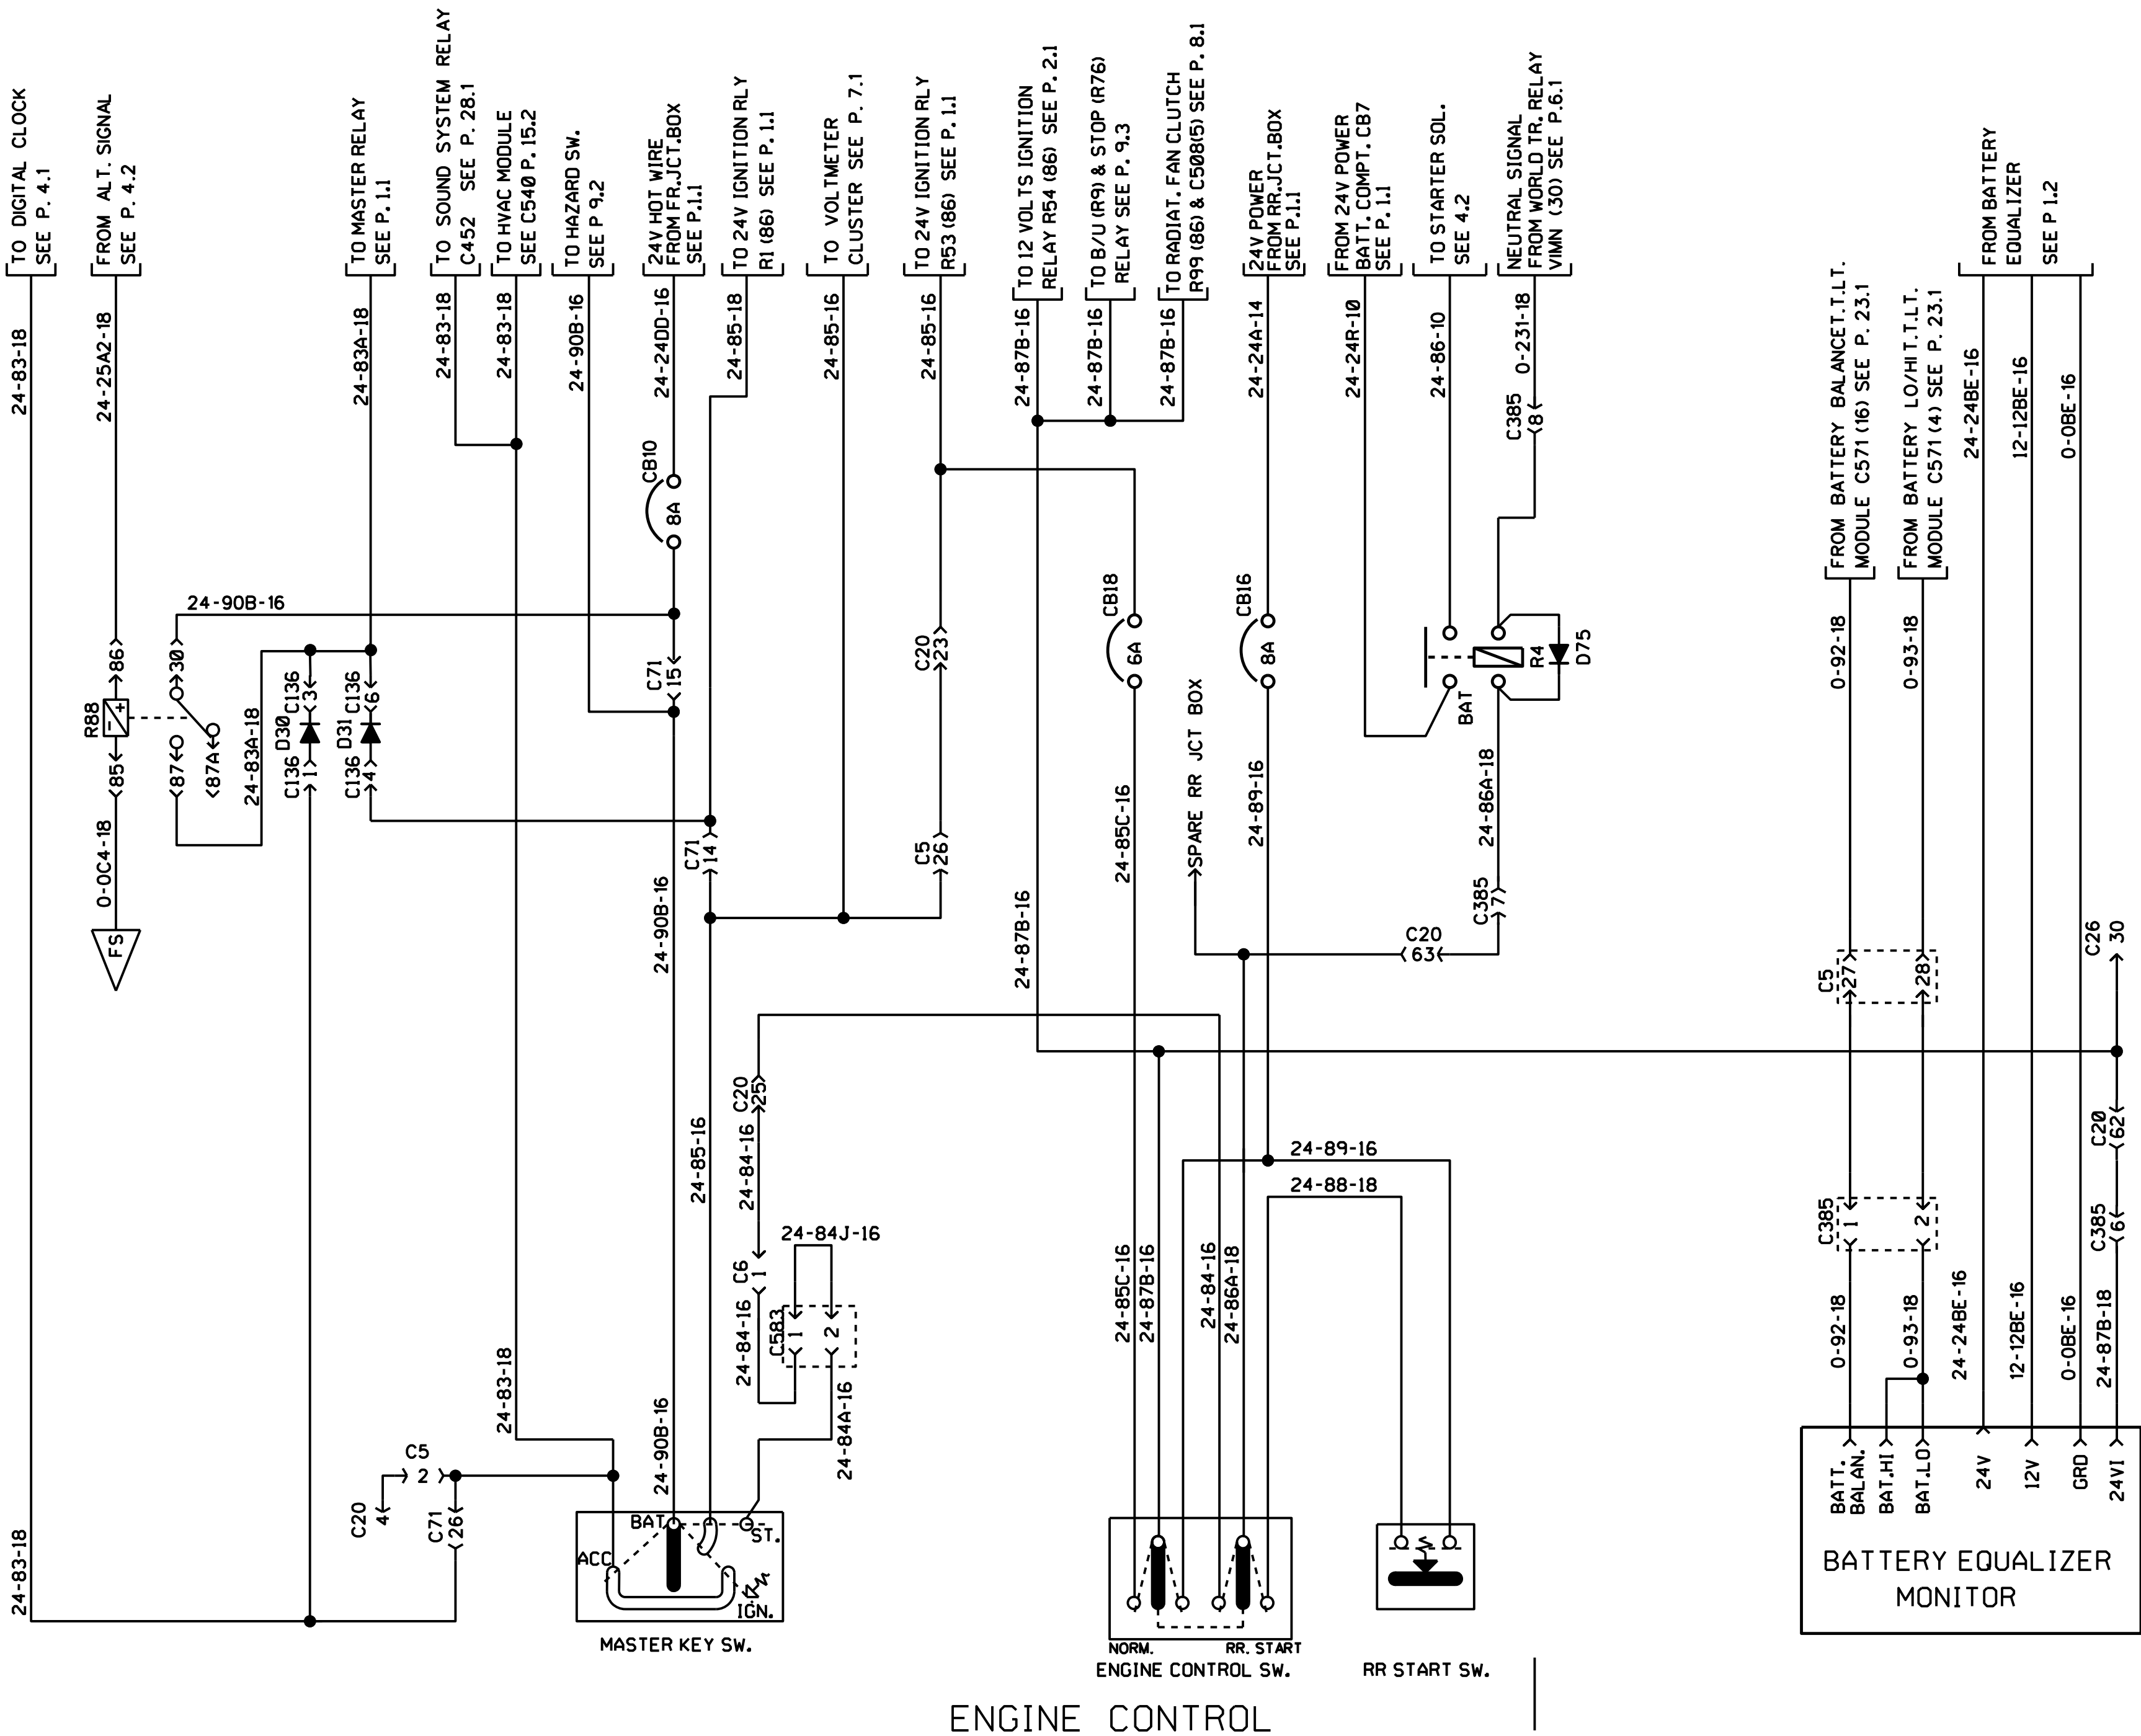 TO DIGITAL CLOCK
SEE P. 4.1
FROM ALT. SIGNAL
SEE P. 4.2
TO MASTER RELAY
SEE P. 1.1
TO SOUND SYSTEM RELAY
C452 SEE P. 28.1
TO HVAC MODULE
SEE C540 P. 15.2
TO HAZARD SW.
SEE P 9.2
24V HOT WIRE
FROM FR.JCT.BOX
SEE P.1.1
TO 24V IGNITION RLY
R1 (86) SEE P. 1.1
TO VOLTMETER
CLUSTER SEE P. 7.1
TO 24V IGNITION RLY
R53 (86) SEE P. 1.1
TO 12 VOLTS IGNITION
RELAY R54 (86) SEE P. 2.1
TO B/U (R9) & STOP (R76)
RELAY SEE P. 9.3
TO RADIAT. FAN CLUTCH
R99 (86) & C508(5) SEE P. 8.1
24V POWER
FROM RR.JCT.BOX
SEE P.1.1
FROM 24V POWER
BATT. COMPT. CB7
SEE P. 1.1
TO STARTER SOL.
SEE 4.2
NEUTRAL SIGNAL
FROM WORLD TR. RELAY
VIMN (30) SEE P.6.1
FROM BATTERY BALANCET.T.LT.
MODULE C571 (16) SEE P. 23.1
FROM BATTERY LO/HI T.T.LT.
MODULE C571 (4) SEE P. 23.1
FROM BATTERY
EQUALIZER
SEE P 1.2
24-83-18
24-25A2-18
24-83A-18
24-83-18
24-83-18
24-90B-16
24-24DD-16
24-85-18
24-85-16
24-85-16
24-87B-16
24-87B-16
24-87B-16
24-24A-14
24-24R-10
24-86-10
0-231-18
C385
8
24-24BE-16
12-12BE-16
0-0BE-16
CB10
8A
24-90B-16
86
R88
- +
85
30
87
87A
24-83A-18
C136
3
D30
C136
1
C136
6
D31
C136
4
C71
15
C20
23
CB18
6A
CB16
8A
BAT
R4
D75
0-92-18
0-93-18
0-0C4-18
FS
C71
14
C5
26
24-90B-16
24-87B-16
24-85C-16
SPARE RR JCT BOX
24-89-16
24-86A-18
C385
7
C20
63
C5
27
28
C26
30
C20
25
24-85-16
24-84-16
24-89-16
24-88-18
C20
62
C385
1
2
C385
6
24-84J-16
C6
1
24-84-16
C583
1
2
24-84A-16
24-83-18
24-90B-16
24-85C-16
24-87B-16
24-84-16
24-86A-18
0-92-18
0-93-18
24-24BE-16
12-12BE-16
0-0BE-16
24-87B-18
24-83-18
C5
2
C20
4
C71
26
BAT
ST.
ACC
IGN.
MASTER KEY SW.
NORM.
RR. START
ENGINE CONTROL SW.
RR START SW.
BATT.
BALAN.
BAT.HI
BAT.LO
24V
12V
GRD
24VI
BATTERY EQUALIZER
MONITOR
ENGINE CONTROL